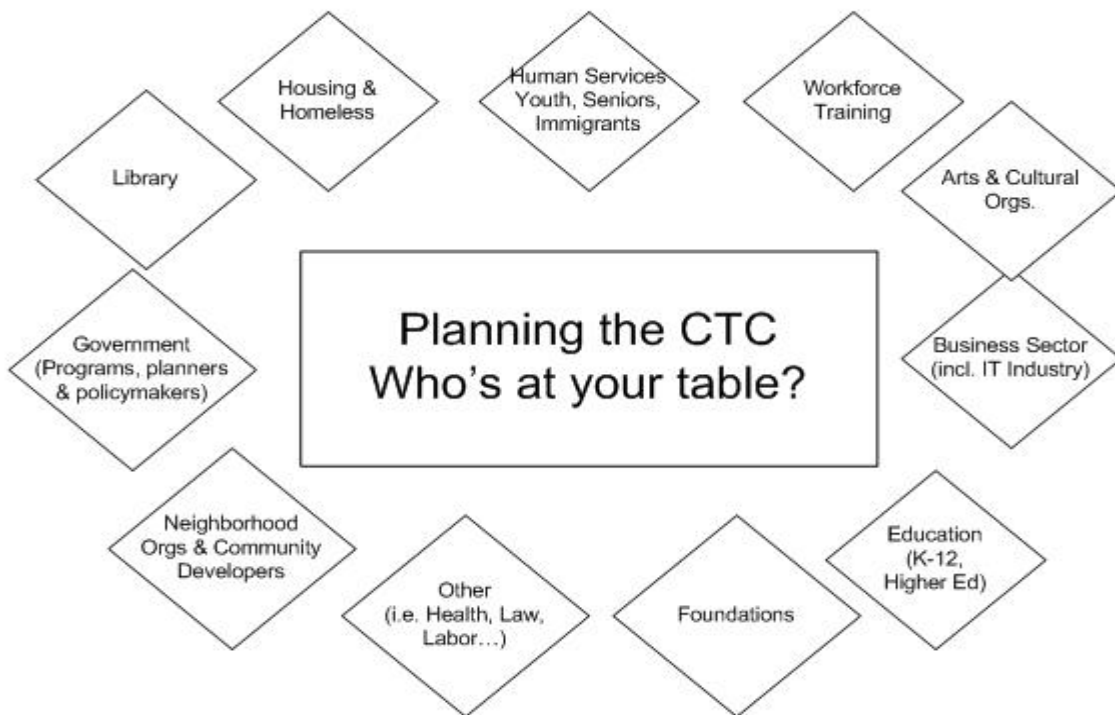 Housing &
Homeless
Human Services
Youth, Seniors,
Immigrants
Workforce
Training
Library
Arts & Cultural
Orgs.
Planning the CTC
Who's at your table?
Government
(Programs, planners
& policymakers)
Business Sector
(incl. IT Industry)
Neighborhood
Orgs & Community
Developers
Other
(i.e. Health, Law,
Labor…)
Foundations
Education
(K-12,
Higher Ed)